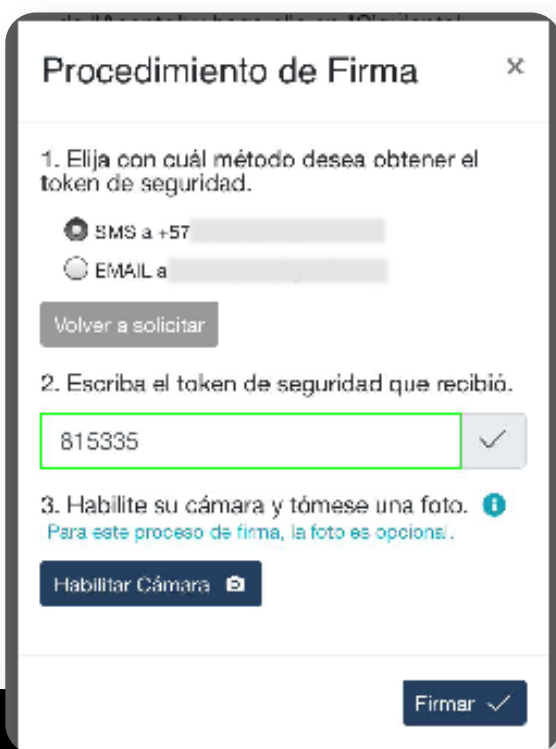 Procedimiento de Firma ×
1. Elija con cuál método desea obtener el
token de seguridad.
SMS a +57
EMAIL a
Volver a solicitar
2. Escriba el token de seguridad que recibió.
815335
3. Habilite su cámara y tómese una foto.
Para este proceso de firma, la foto es opcional.
Habilitar Cámara
Firmar